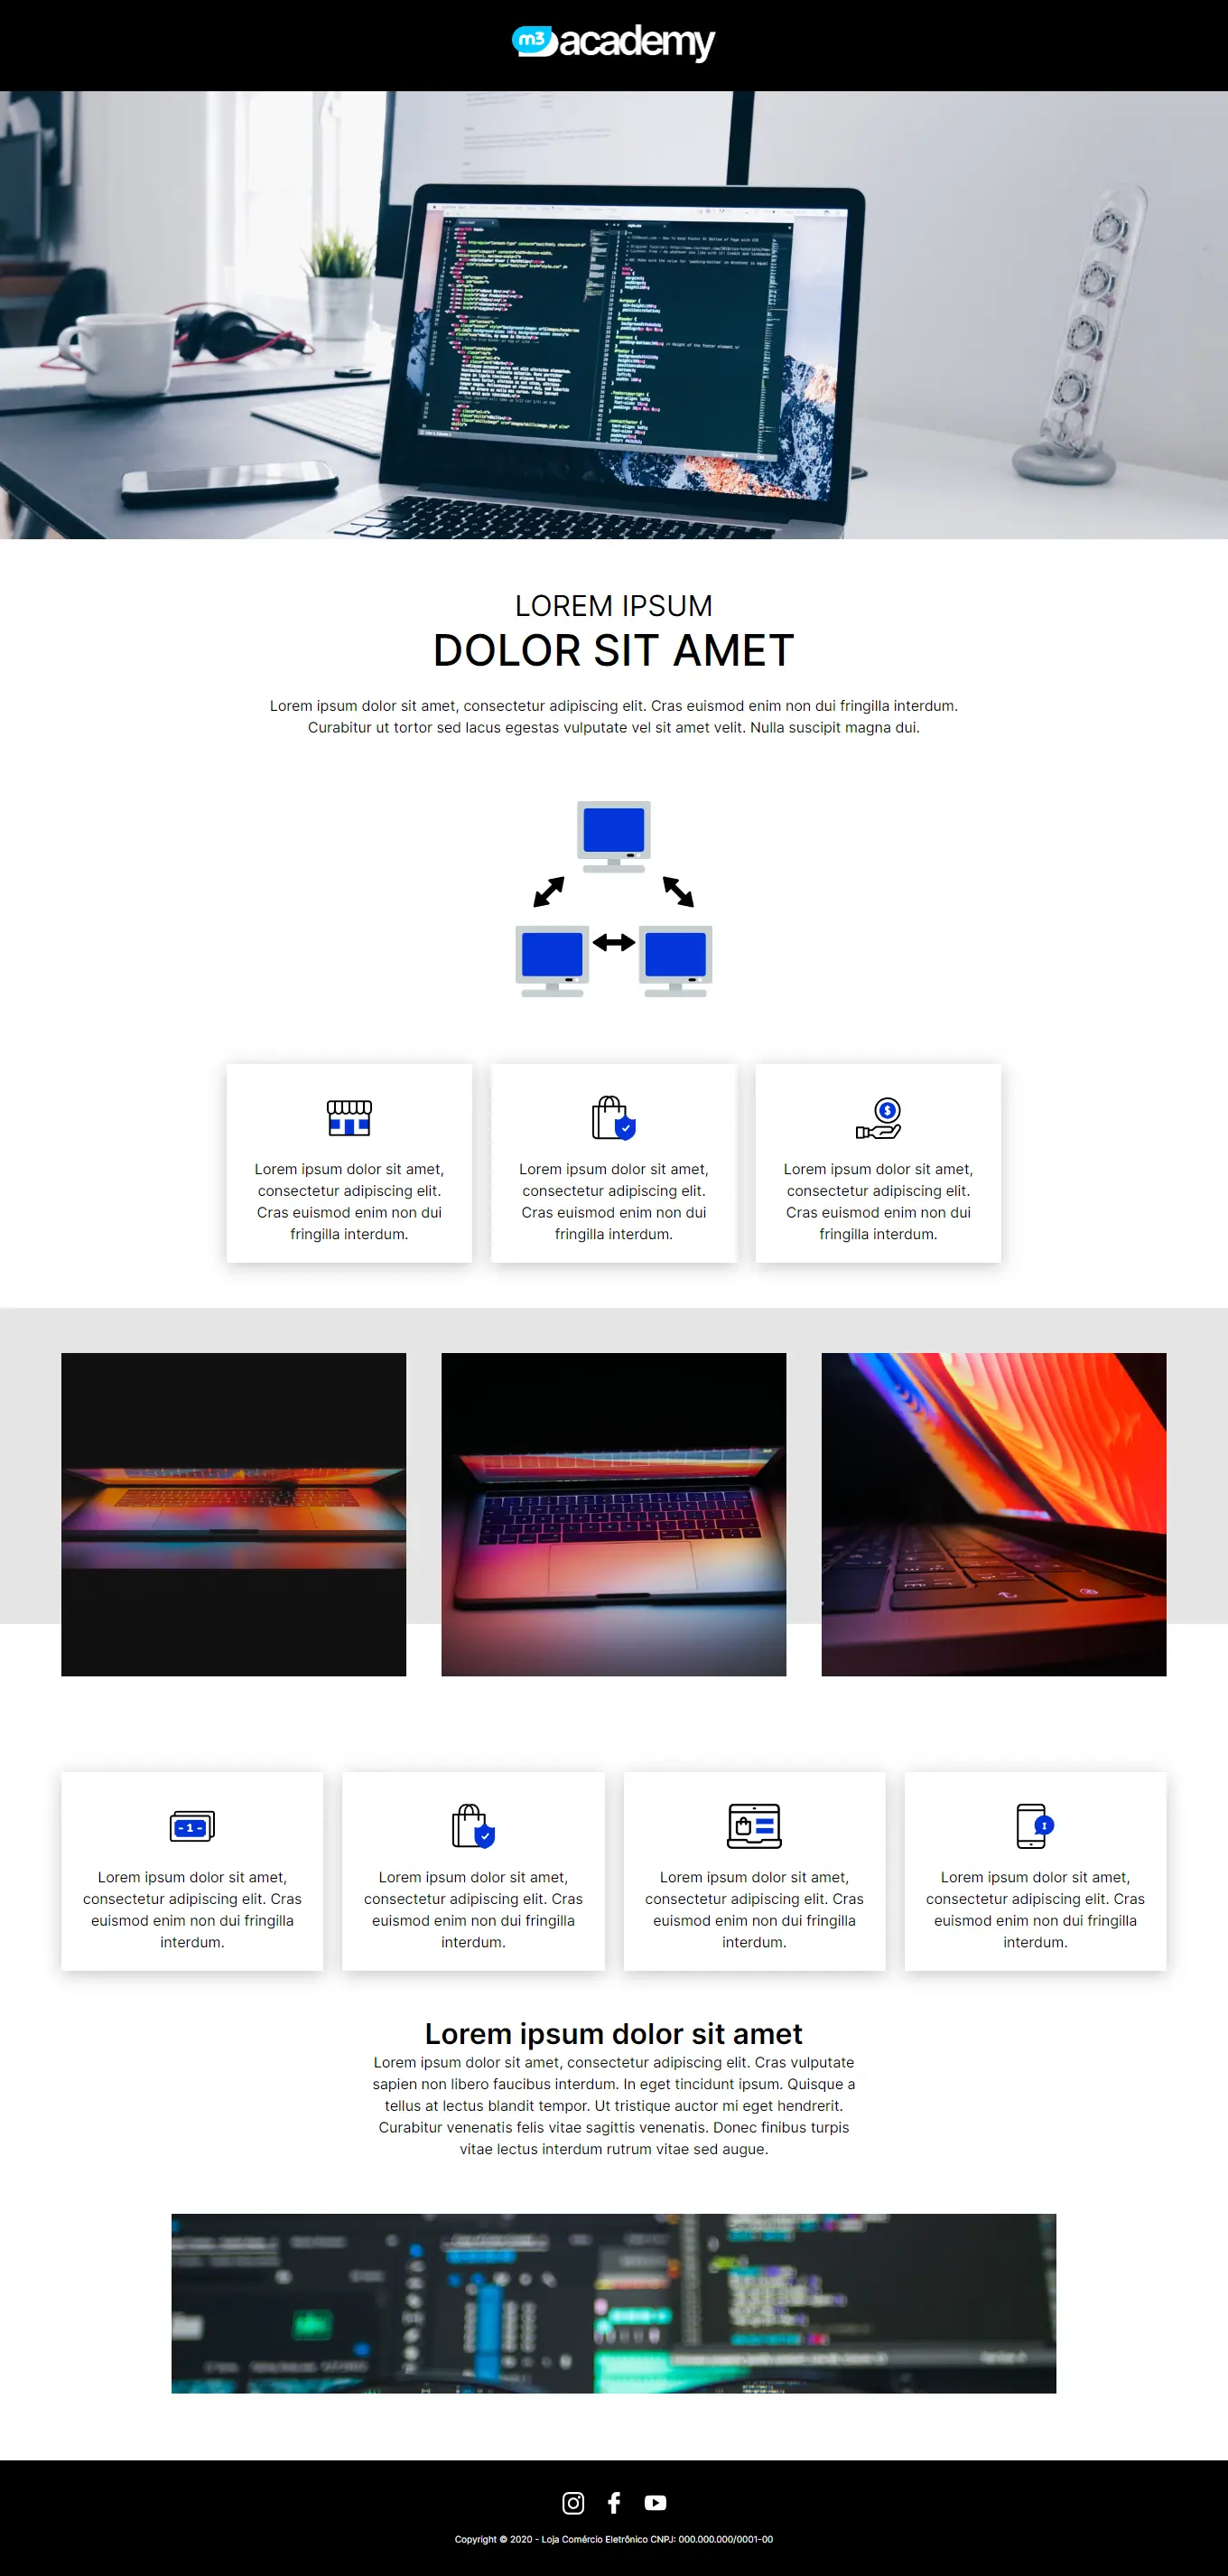 m3 academy
LOREM IPSUM
DOLOR SIT AMET
Lorem ipsum dolor sit amet, consectetur adipiscing elit. Cras euismod enim non dui fringilla interdum.
Curabitur ut tortor sed lacus egestas vulputate vel sit amet velit. Nulla suscipit magna dui.
$
Lorem ipsum dolor sit amet,
consectetur adipiscing elit.
Cras euismod enim non dui
fringilla interdum.
Lorem ipsum dolor sit amet,
consectetur adipiscing elit.
Cras euismod enim non dui
fringilla interdum.
Lorem ipsum dolor sit amet,
consectetur adipiscing elit.
Cras euismod enim non dui
fringilla interdum.
- 1 -
Lorem ipsum dolor sit amet,
consectetur adipiscing elit. Cras
euismod enim non dui fringilla
interdum.
Lorem ipsum dolor sit amet,
consectetur adipiscing elit. Cras
euismod enim non dui fringilla
interdum.
Lorem ipsum dolor sit amet,
consectetur adipiscing elit. Cras
euismod enim non dui fringilla
interdum.
Lorem ipsum dolor sit amet,
consectetur adipiscing elit. Cras
euismod enim non dui fringilla
interdum.
Lorem ipsum dolor sit amet
Lorem ipsum dolor sit amet, consectetur adipiscing elit. Cras vulputate
sapien non libero faucibus interdum. In eget tincidunt ipsum. Quisque a
tellus at lectus blandit tempor. Ut tristique auctor mi eget hendrerit.
Curabitur venenatis felis vitae sagittis venenatis. Donec finibus turpis
vitae lectus interdum rutrum vitae sed augue.
Copyright © 2020 - Loja Comércio Eletrônico CNPJ: 000.000.000/0001-00